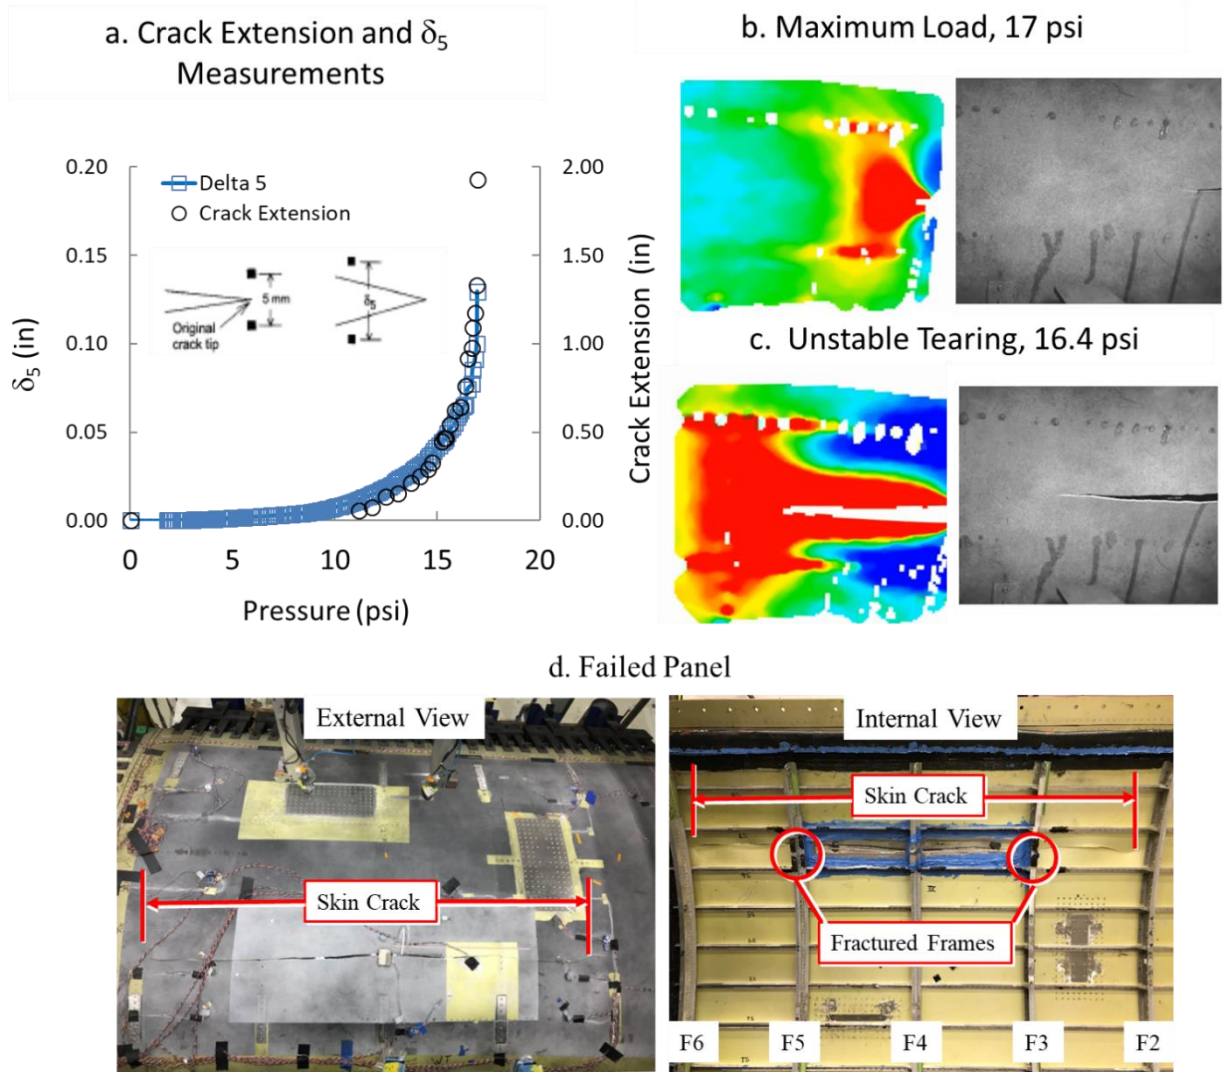 a. Crack Extension and δ5
Measurements
b. Maximum Load, 17 psi
0.20
0.15
0.10
0.05
0.00
δ5 (in)
Delta 5
Crack Extension
5 mm
Original
crack tip
δ5
2.00
1.50
1.00
0.50
0.00
Crack Extension (in)
0
5
10
15
20
Pressure (psi)
c. Unstable Tearing, 16.4 psi
d. Failed Panel
External View
Skin Crack
Internal View
Skin Crack
Fractured Frames
F6
F5
F4
F3
F2